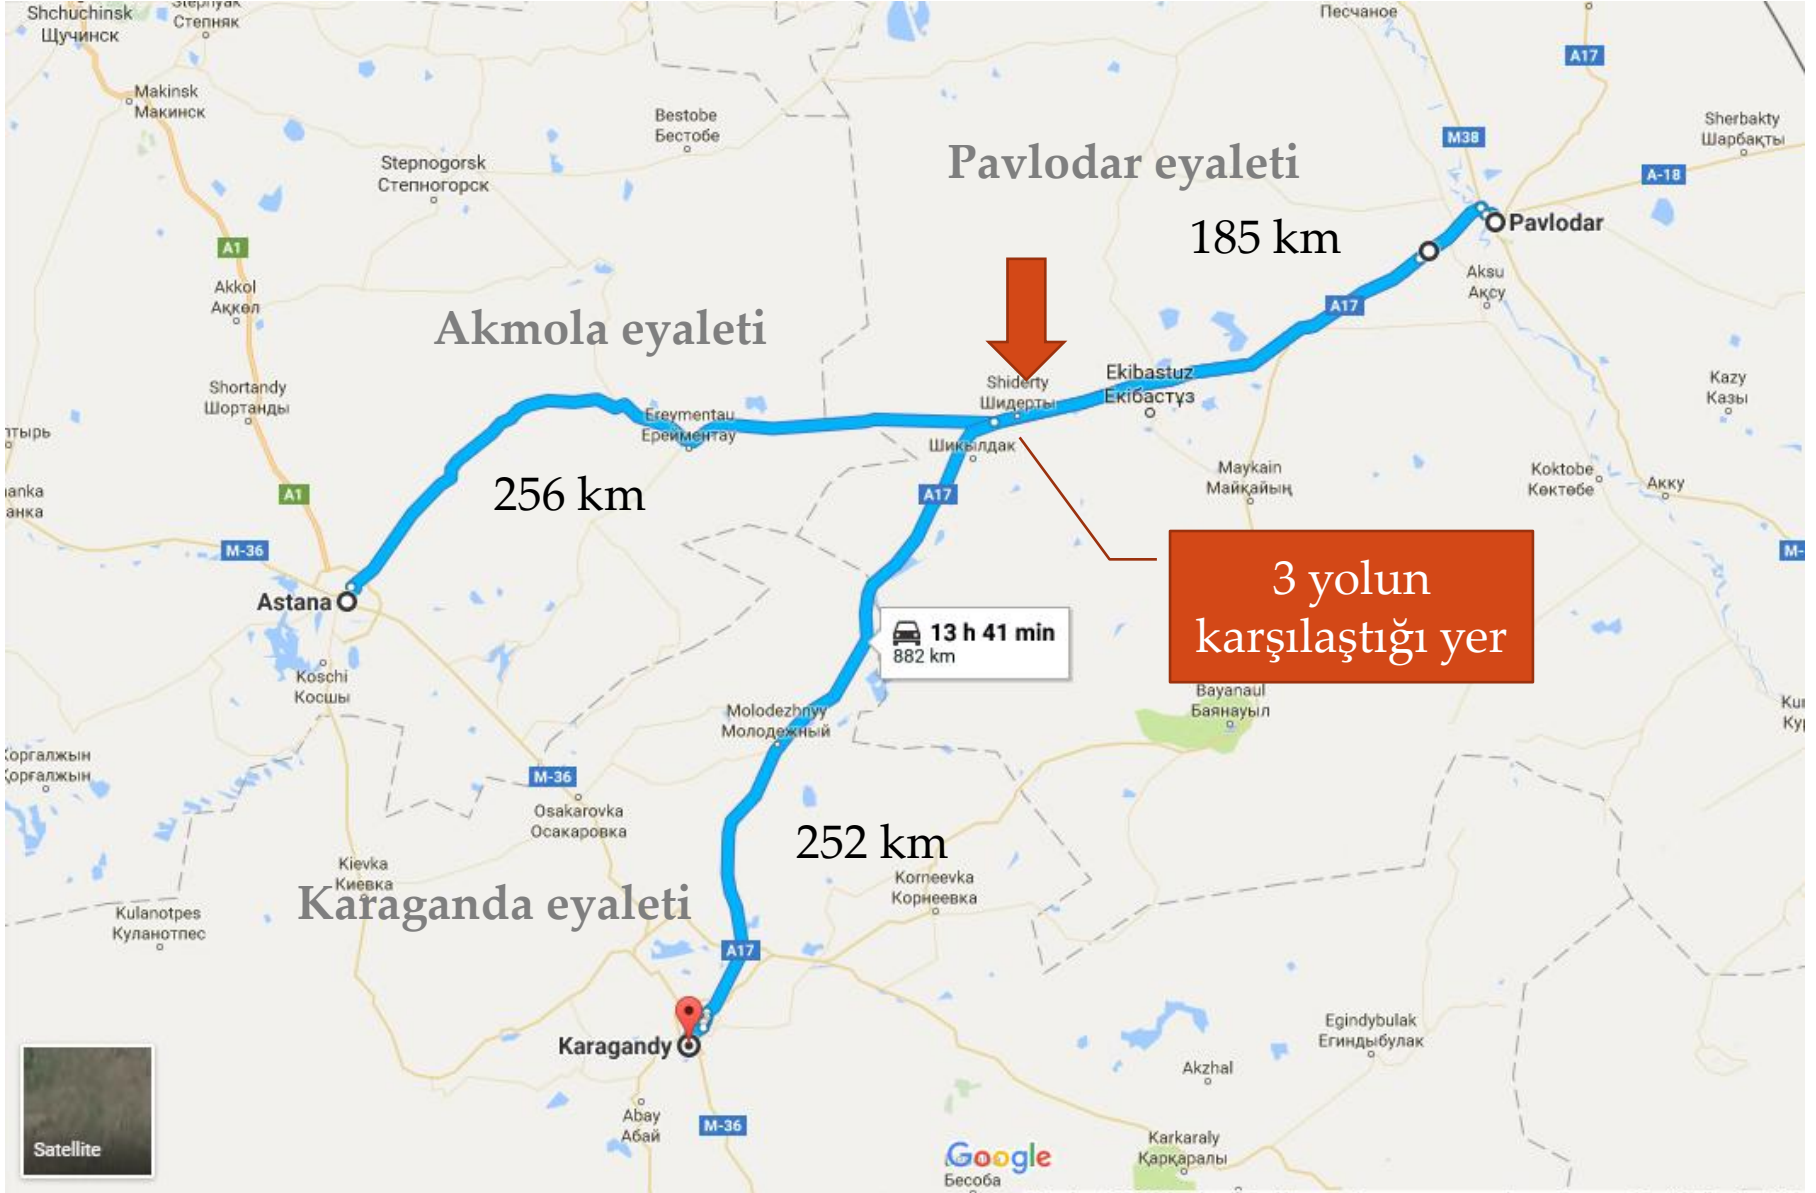 Shchuchinsk
Щучинск
Степняк
Песчаное
A17
Makinsk
Макинск
Bestobe
Бестобе
M38
Sherbakty
Шарбақты
Stepnogorsk
Степногорск
Pavlodar eyaleti
A-18
185 km
Pavlodar
A1
Aksu
Ақсу
Akkol
Ақкөл
A17
Akmola eyaleti
Shortandy
Шортанды
Shiderty
Шидерты
Ekibastuz
Екібастұз
Kazy
Казы
Ereymentau
Ерейментау
Шикылдак
256 km
A1
A17
Maykain
Майқайың
Koktobe
Көктөбе
Акку
M-36
M-
3 yolun
karşılaştığı yer
Astana
13 h 41 min
882 km
Koschi
Косшы
Bayanaul
Баянауыл
Molodezhnyy
Молодежный
M-36
Osakarovka
Осакаровка
252 km
Kievka
Киевка
Karaganda eyaleti
Korneevka
Корнеевка
Kulanotpes
Куланотпес
A17
Karagandy
Egindybulak
Егиндыбулак
Akzhal
Abay
Абай
M-36
Satellite
Google
Бесоба
Karkaraly
Қарқаралы